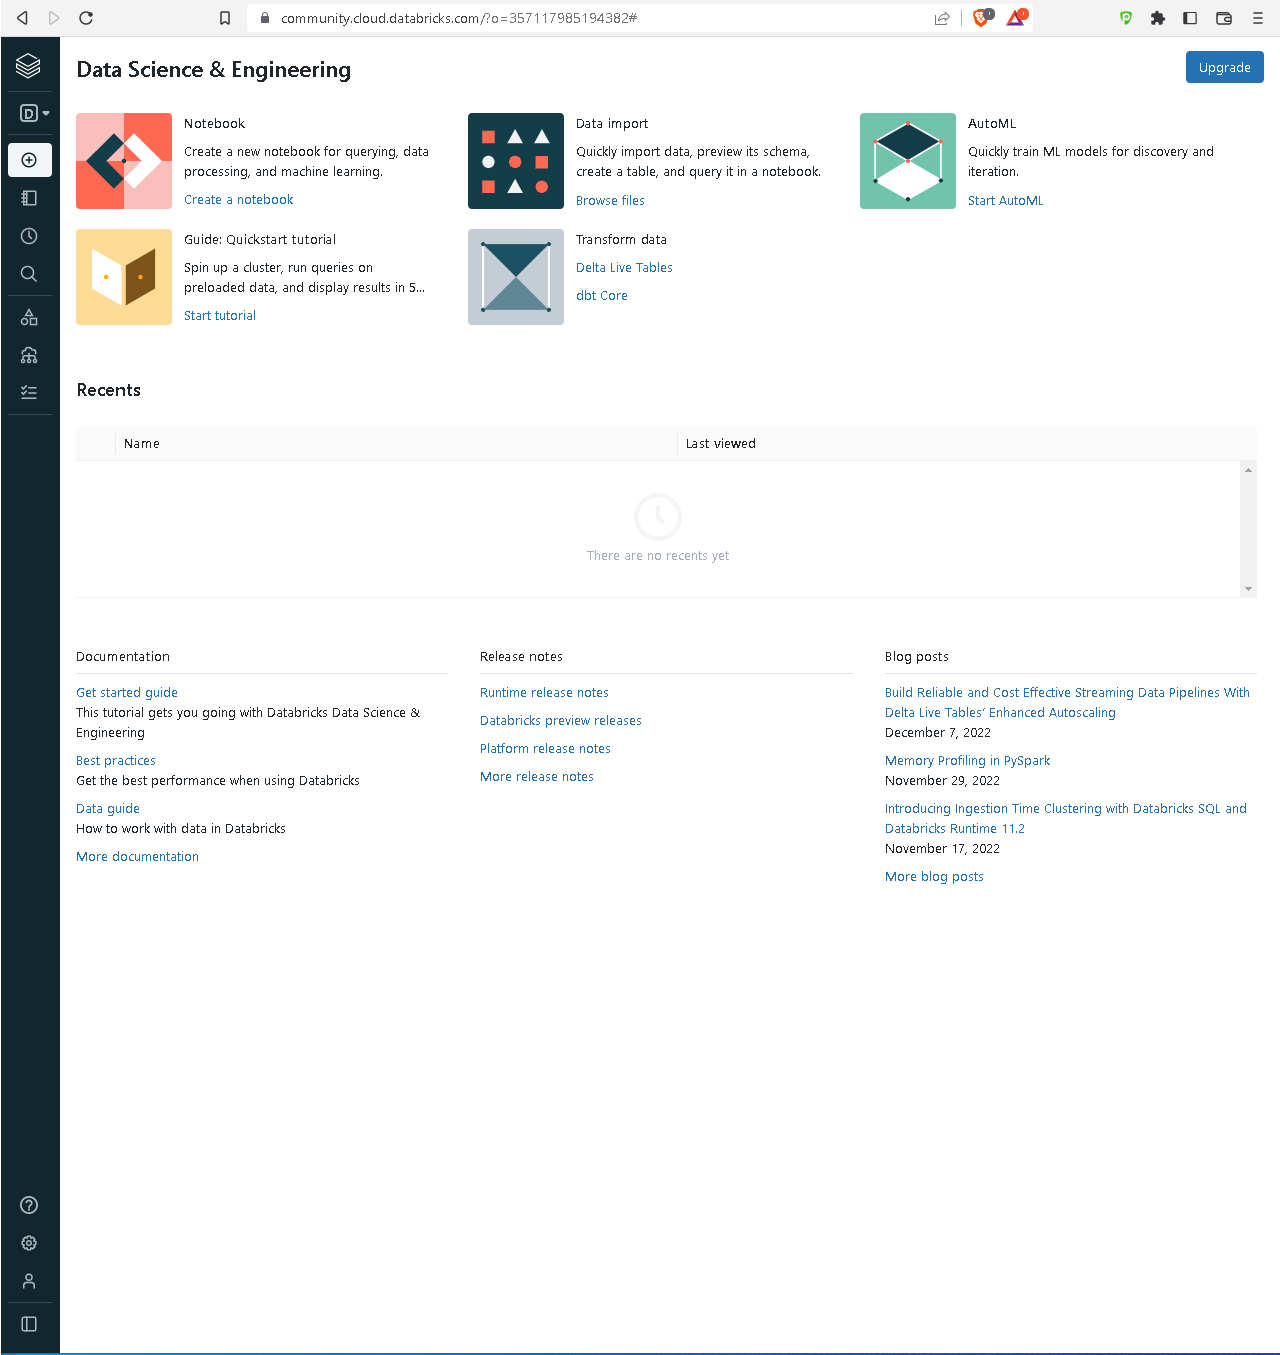 community.cloud.databricks.com/?o=357117985194382#
Data Science & Engineering
Upgrade
D
Notebook
Create a new notebook for querying, data
processing, and machine learning.
Create a notebook
Data import
Quickly import data, preview its schema,
create a table, and query it in a notebook.
Browse files
AutoML
Quickly train ML models for discovery and
iteration.
Start AutoML
Guide: Quickstart tutorial
Spin up a cluster, run queries on
preloaded data, and display results in 5...
Start tutorial
Transform data
Delta Live Tables
dbt Core
Recents
Name
Last viewed
There are no recents yet
Documentation
Get started guide
This tutorial gets you going with Databricks Data Science &
Engineering
Best practices
Get the best performance when using Databricks
Data guide
How to work with data in Databricks
More documentation
Release notes
Runtime release notes
Databricks preview releases
Platform release notes
More release notes
Blog posts
Build Reliable and Cost Effective Streaming Data Pipelines With
Delta Live Tables' Enhanced Autoscaling
December 7, 2022
Memory Profiling in PySpark
November 29, 2022
Introducing Ingestion Time Clustering with Databricks SQL and
Databricks Runtime 11.2
November 17, 2022
More blog posts